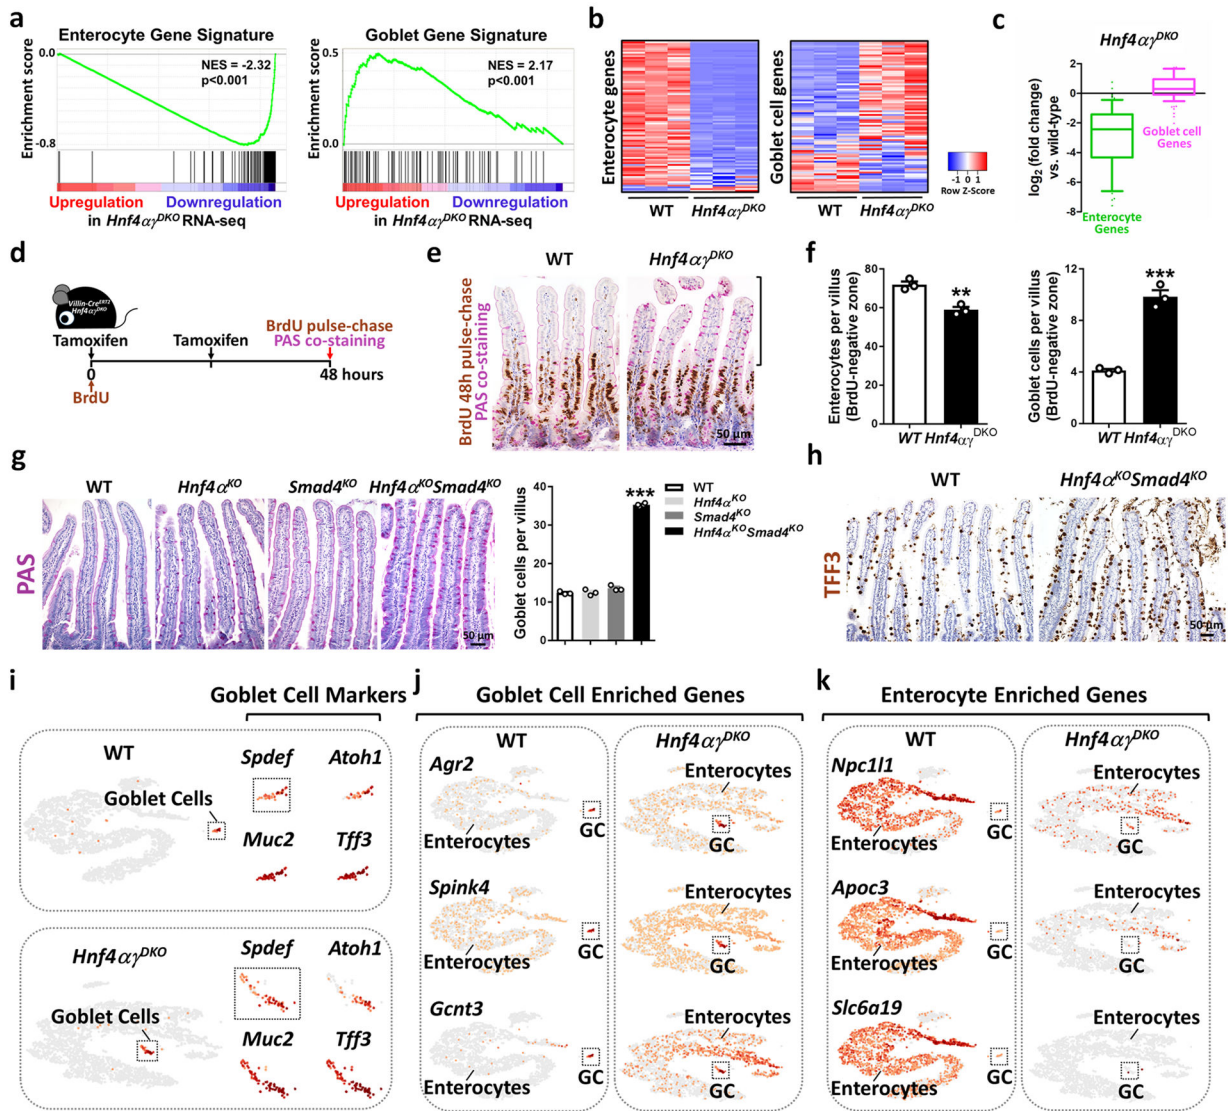 a
Enterocyte Gene Signature
Goblet Gene Signature
Enrichment score
0.0
-0.8
NES = -2.32
p<0.001
Upregulation
Downregulation
in Hnf4αγDKO RNA-seq
Enrichment score
0.5
0.0
NES = 2.17
p<0.001
Upregulation
Downregulation
in Hnf4αγDKO RNA-seq
b
Enterocyte genes
WT
Hnf4αγDKO
Goblet cell genes
WT
Hnf4αγDKO
-1 0 1
Row Z-Score
c
Hnf4αγDKO
log2 (fold change)
vs. wild-type
2
0
-2
-4
-6
-8
Goblet cell
Genes
Enterocyte
Genes
d
Villin-CreERT2
Hnf4αγDKO
Tamoxifen
Tamoxifen
BrdU pulse-chase
PAS co-staining
0
48 hours
BrdU
e
WT
Hnf4αγDKO
BrdU 48h pulse-chase
PAS co-staining
50 μm
f
Enterocytes per villus
(BrdU-negative zone)
80
60
40
20
0
**
WT Hnf4αγDKO
Goblet cells per villus
(BrdU-negative zone)
12
8
4
0
***
WT Hnf4αγDKO
g
WT
Hnf4αKO
Smad4KO
Hnf4αKOSmad4KO
PAS
50 μm
Goblet cells per villus
40
30
20
10
0
***
WT
Hnf4αKO
Smad4KO
Hnf4αKOSmad4KO
h
WT
Hnf4αKOSmad4KO
TFF3
50 μm
i
Goblet Cell Markers
WT
Goblet Cells
Spdef
Atoh1
Muc2
Tff3
Hnf4αγDKO
Goblet Cells
Spdef
Atoh1
Muc2
Tff3
j
Goblet Cell Enriched Genes
WT
Hnf4αγDKO
Agr2
Enterocytes
GC
Enterocytes
GC
Spink4
Enterocytes
GC
Enterocytes
GC
Gcnt3
Enterocytes
GC
Enterocytes
GC
k
Enterocyte Enriched Genes
WT
Hnf4αγDKO
Npc1l1
Enterocytes
GC
Enterocytes
GC
Apoc3
Enterocytes
GC
Enterocytes
GC
Slc6a19
Enterocytes
GC
Enterocytes
GC